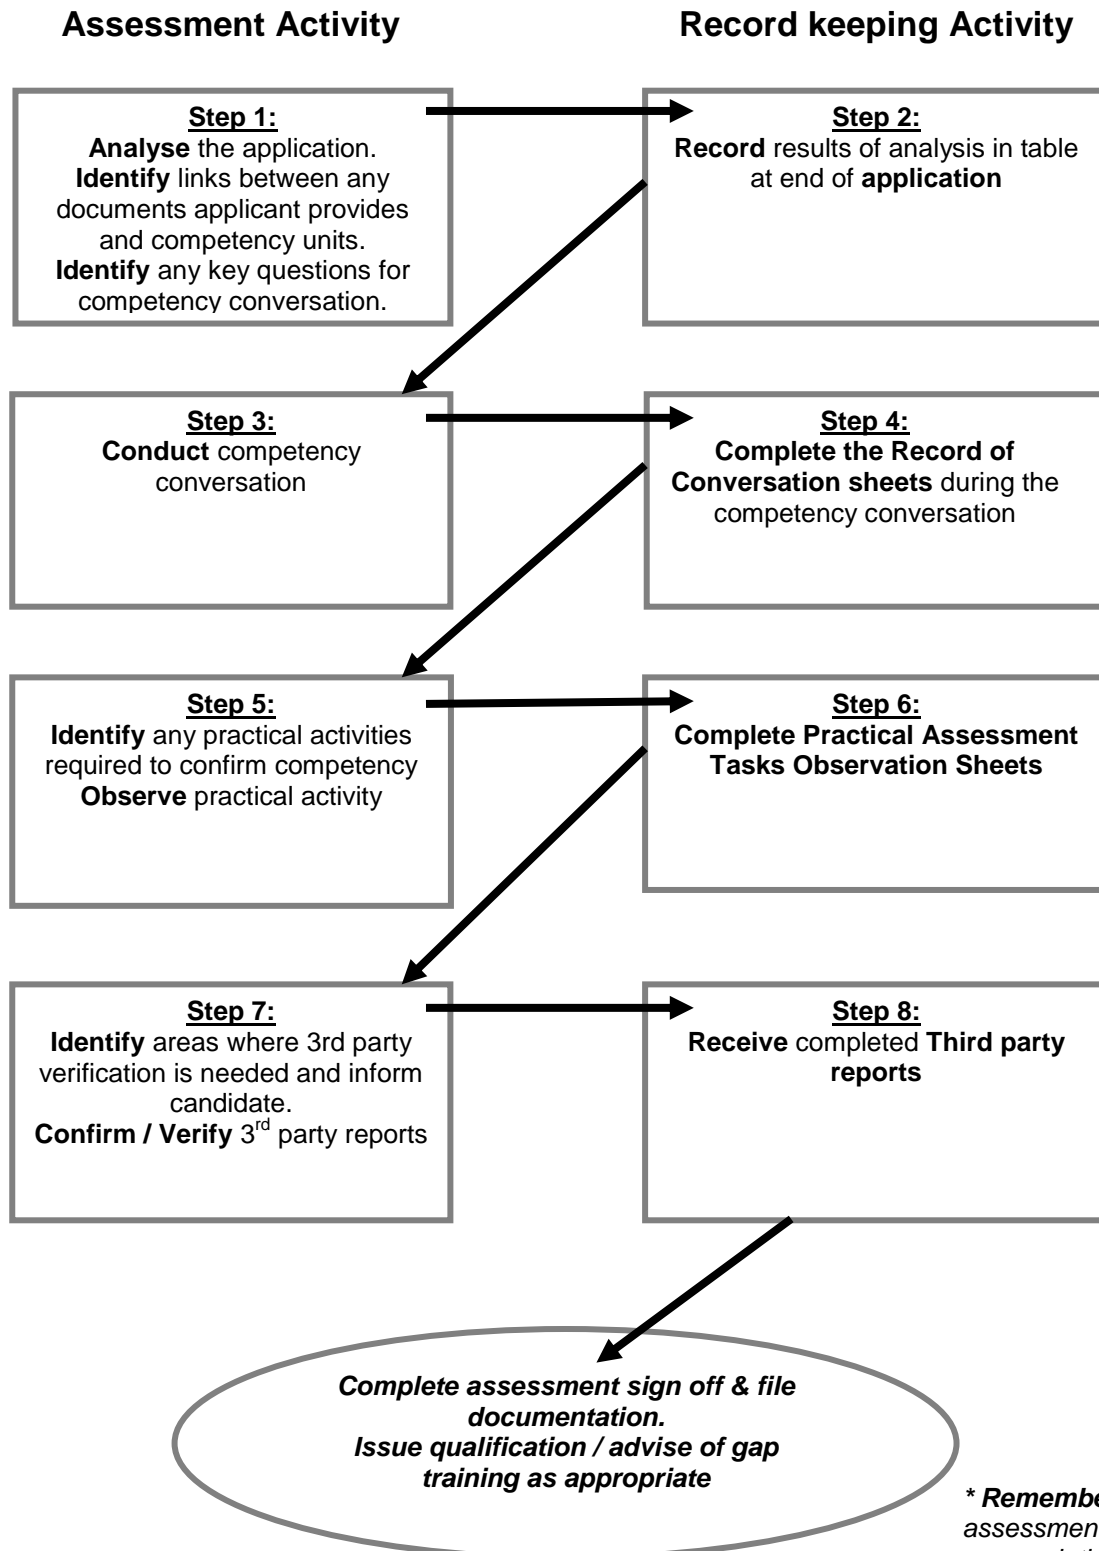 Assessment Activity
Record keeping Activity
Step 1:
Analyse the application.
Identify links between any
documents applicant provides
and competency units.
Identify any key questions for
competency conversation.
Step 2:
Record results of analysis in table
at end of application
Step 3:
Conduct competency
conversation
Step 4:
Complete the Record of
Conversation sheets during the
competency conversation
Step 5:
Identify any practical activities
required to confirm competency
Observe practical activity
Step 6:
Complete Practical Assessment
Tasks Observation Sheets
Step 7:
Identify areas where 3rd party
verification is needed and inform
candidate.
Confirm / Verify 3rd party reports
Step 8:
Receive completed Third party
reports
Complete assessment sign off & file
documentation.
Issue qualification / advise of gap
training as appropriate
* Remembe
assessmen